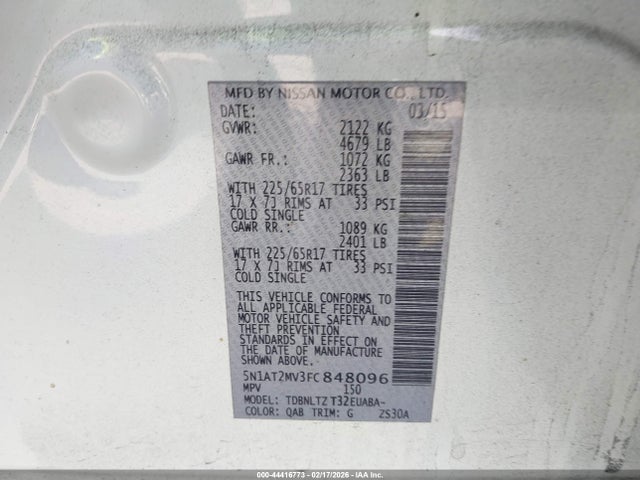 MFD BY NISSAN MOTOR CO., LTD.
DATE: 03/15
GVWR: 2122 KG
4679 LB
GAWR FR.: 1072 KG
2363 LB
WITH 225/65R17 TIRES
17 X 7J RIMS AT 33 PSI
COLD SINGLE
GAWR RR.: 1089 KG
2401 LB
WITH 225/65R17 TIRES
17 X 7J RIMS AT 33 PSI
COLD SINGLE
THIS VEHICLE CONFORMS TO
ALL APPLICABLE FEDERAL
MOTOR VEHICLE SAFETY AND
THEFT PREVENTION
STANDARDS IN EFFECT ON
THE DATE OF MANUFACTURE
SHOWN ABOVE.
5N1AT2MV3FC848096
MPV 150
MODEL: TDBNLTZ T32EUABA-
COLOR: QAB TRIM: G ZS30A
000-44416773 - 02/17/2026 - IAAI.COM